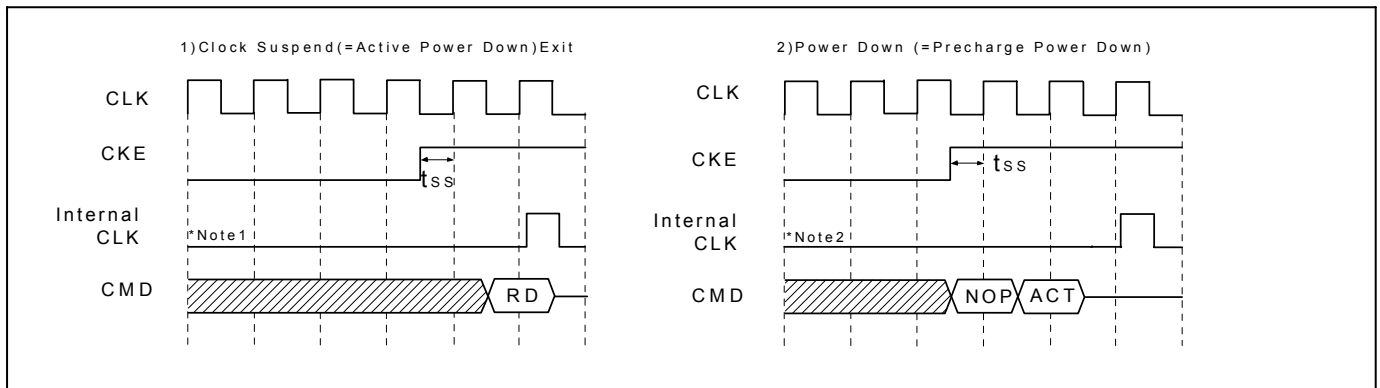 1)Clock Suspend(=Active Power Down)Exit
CLK
CKE
tss
Internal
CLK
*Note1
CMD
RD
2)Power Down (=Precharge Power Down)
CLK
CKE
tss
Internal
CLK
*Note2
CMD
NOP
ACT